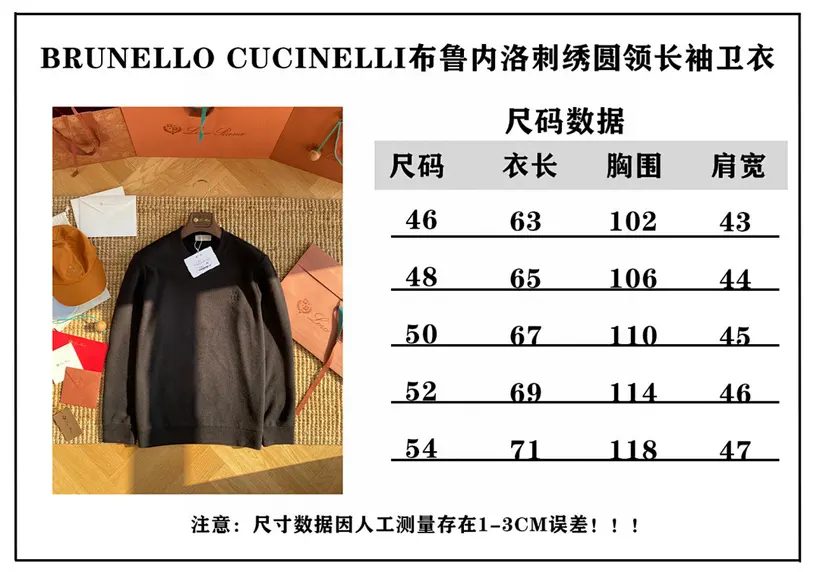 BRUNELLO CUCINELLI布鲁内洛刺绣圆领长袖卫衣
尺码数据
尺码 衣长 胸围 肩宽
46 63 102 43
48 65 106 44
50 67 110 45
52 69 114 46
54 71 118 47
注意：尺寸数据因人工测量存在1-3CM误差！！！